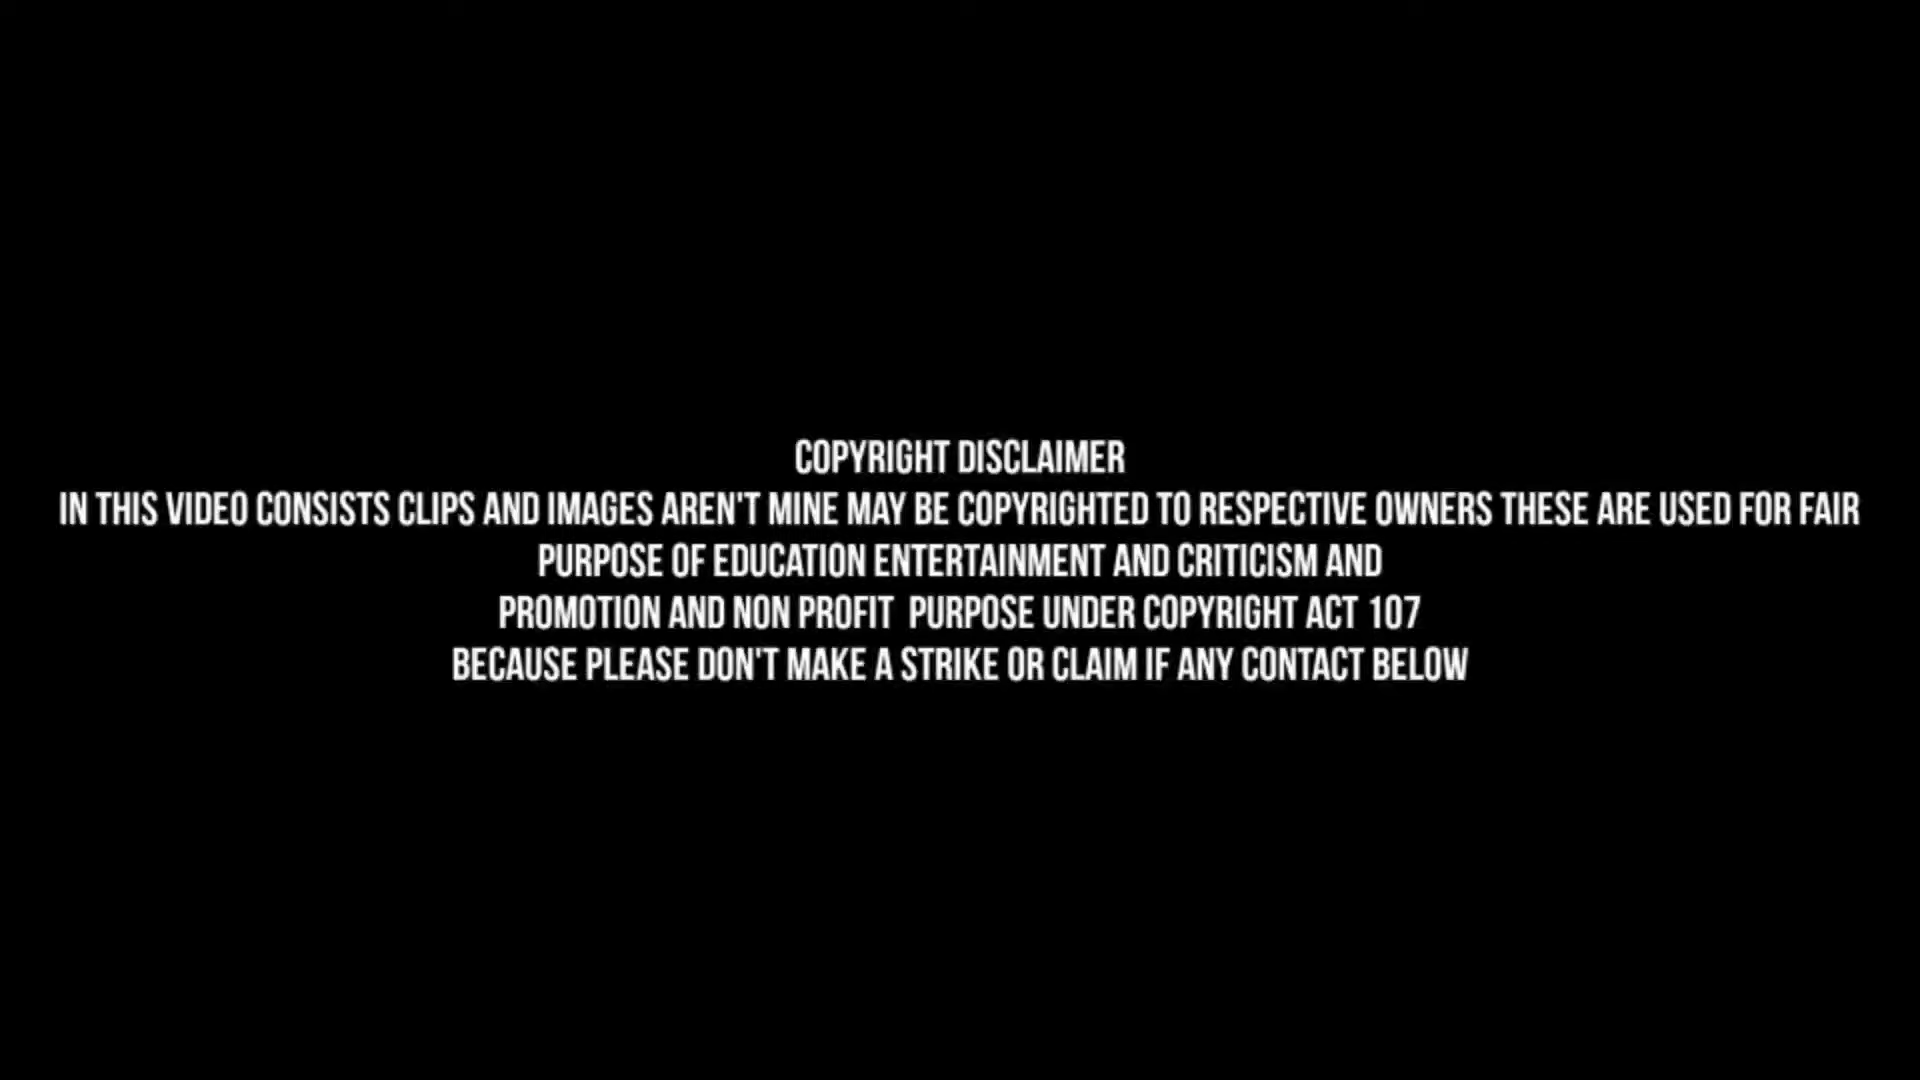 COPYRIGHT DISCLAIMER
IN THIS VIDEO CONSISTS CLIPS AND IMAGES AREN'T MINE MAY BE COPYRIGHTED TO RESPECTIVE OWNERS THESE ARE USED FOR FAIR
PURPOSE OF EDUCATION ENTERTAINMENT AND CRITICISM AND
PROMOTION AND NON PROFIT  PURPOSE UNDER COPYRIGHT ACT 107
BECAUSE PLEASE DON'T MAKE A STRIKE OR CLAIM IF ANY CONTACT BELOW